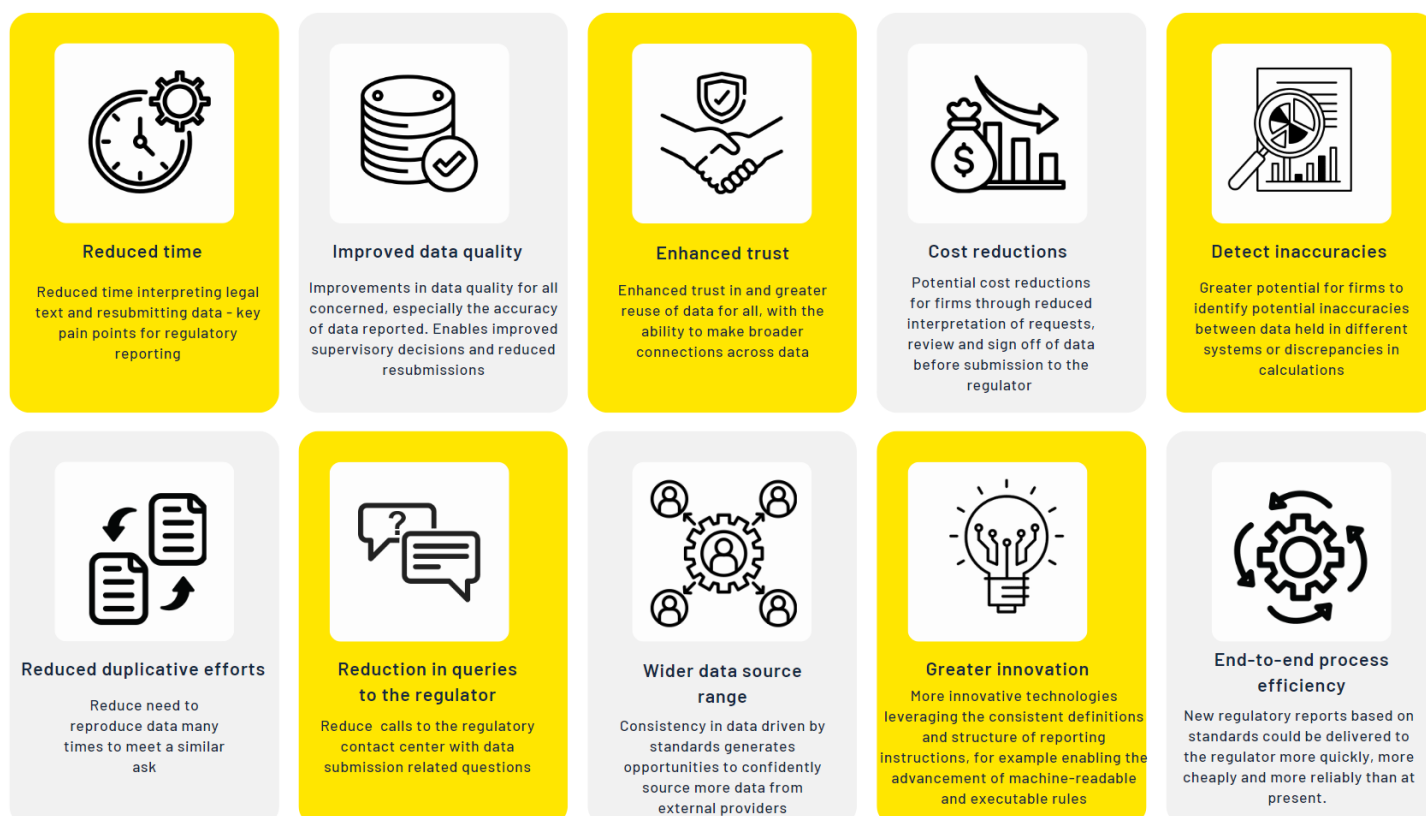 Reduced time
Reduced time interpreting legal
text and resubmitting data - key
pain points for regulatory
reporting
Improved data quality
Improvements in data quality for all
concerned, especially the accuracy
of data reported. Enables improved
supervisory decisions and reduced
resubmissions
Enhanced trust
Enhanced trust in and greater
reuse of data for all, with the
ability to make broader
connections across data
$
Cost reductions
Potential cost reductions
for firms through reduced
interpretation of requests,
review and sign off of data
before submission to the
regulator
Detect inaccuracies
Greater potential for firms to
identify potential inaccuracies
between data held in different
systems or discrepancies in
calculations
Reduced duplicative efforts
Reduce need to
reproduce data many
times to meet a similar
ask
?
Reduction in queries
to the regulator
Reduce calls to the regulatory
contact center with data
submission related questions
Wider data source
range
Consistency in data driven by
standards generates
opportunities to confidently
source more data from
external providers
Greater innovation
More innovative technologies
leveraging the consistent definitions
and structure of reporting
instructions, for example enabling the
advancement of machine-readable
and executable rules
End-to-end process
efficiency
New regulatory reports based on
standards could be delivered to
the regulator more quickly, more
cheaply and more reliably than at
present.